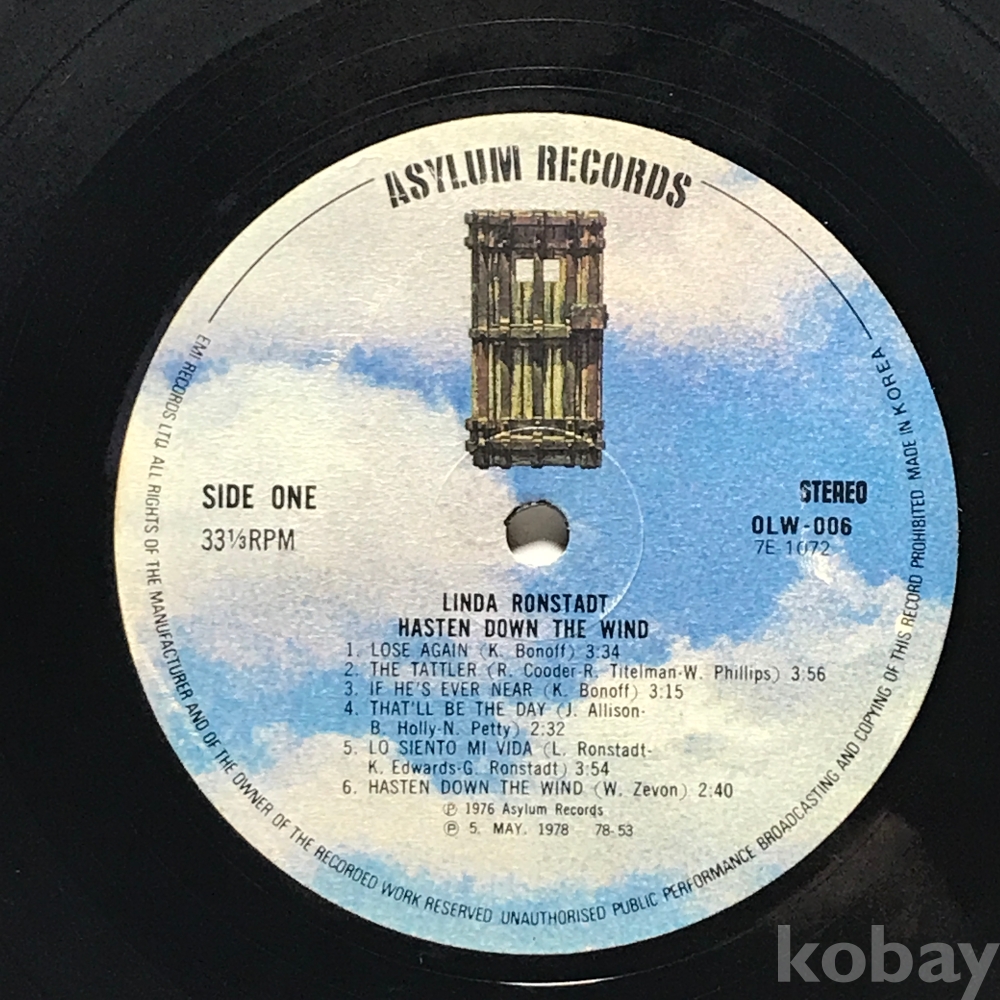 ASYLUM RECORDS
EMI RECORDS LTD. ALL RIGHTS OF THE MANUFACTURER AND OF THE OWNER OF THE RECORDED WORK RESERVED UNAUTHORISED PUBLIC PERFORMANCE BROADCASTING AND COPYING OF THIS RECORD PROHIBITED MADE IN KOREA
SIDE ONE
33⅓RPM
STEREO
OLW-006
7E-1072
LINDA RONSTADT
HASTEN DOWN THE WIND
1. LOSE AGAIN (K. Bonoff) 3:34
2. THE TATTLER (R. Cooder-R. Titelman-W. Phillips) 3:56
3. IF HE'S EVER NEAR (K. Bonoff) 3:15
4. THAT'LL BE THE DAY (J. Allison-
B. Holly-N. Petty) 2:32
5. LO SIENTO MI VIDA (L. Ronstadt-
K. Edwards-G. Ronstadt) 3:54
6. HASTEN DOWN THE WIND (W. Zevon) 2:40
℗ 1976 Asylum Records
℗ 5. MAY. 1978 78-53
kobay